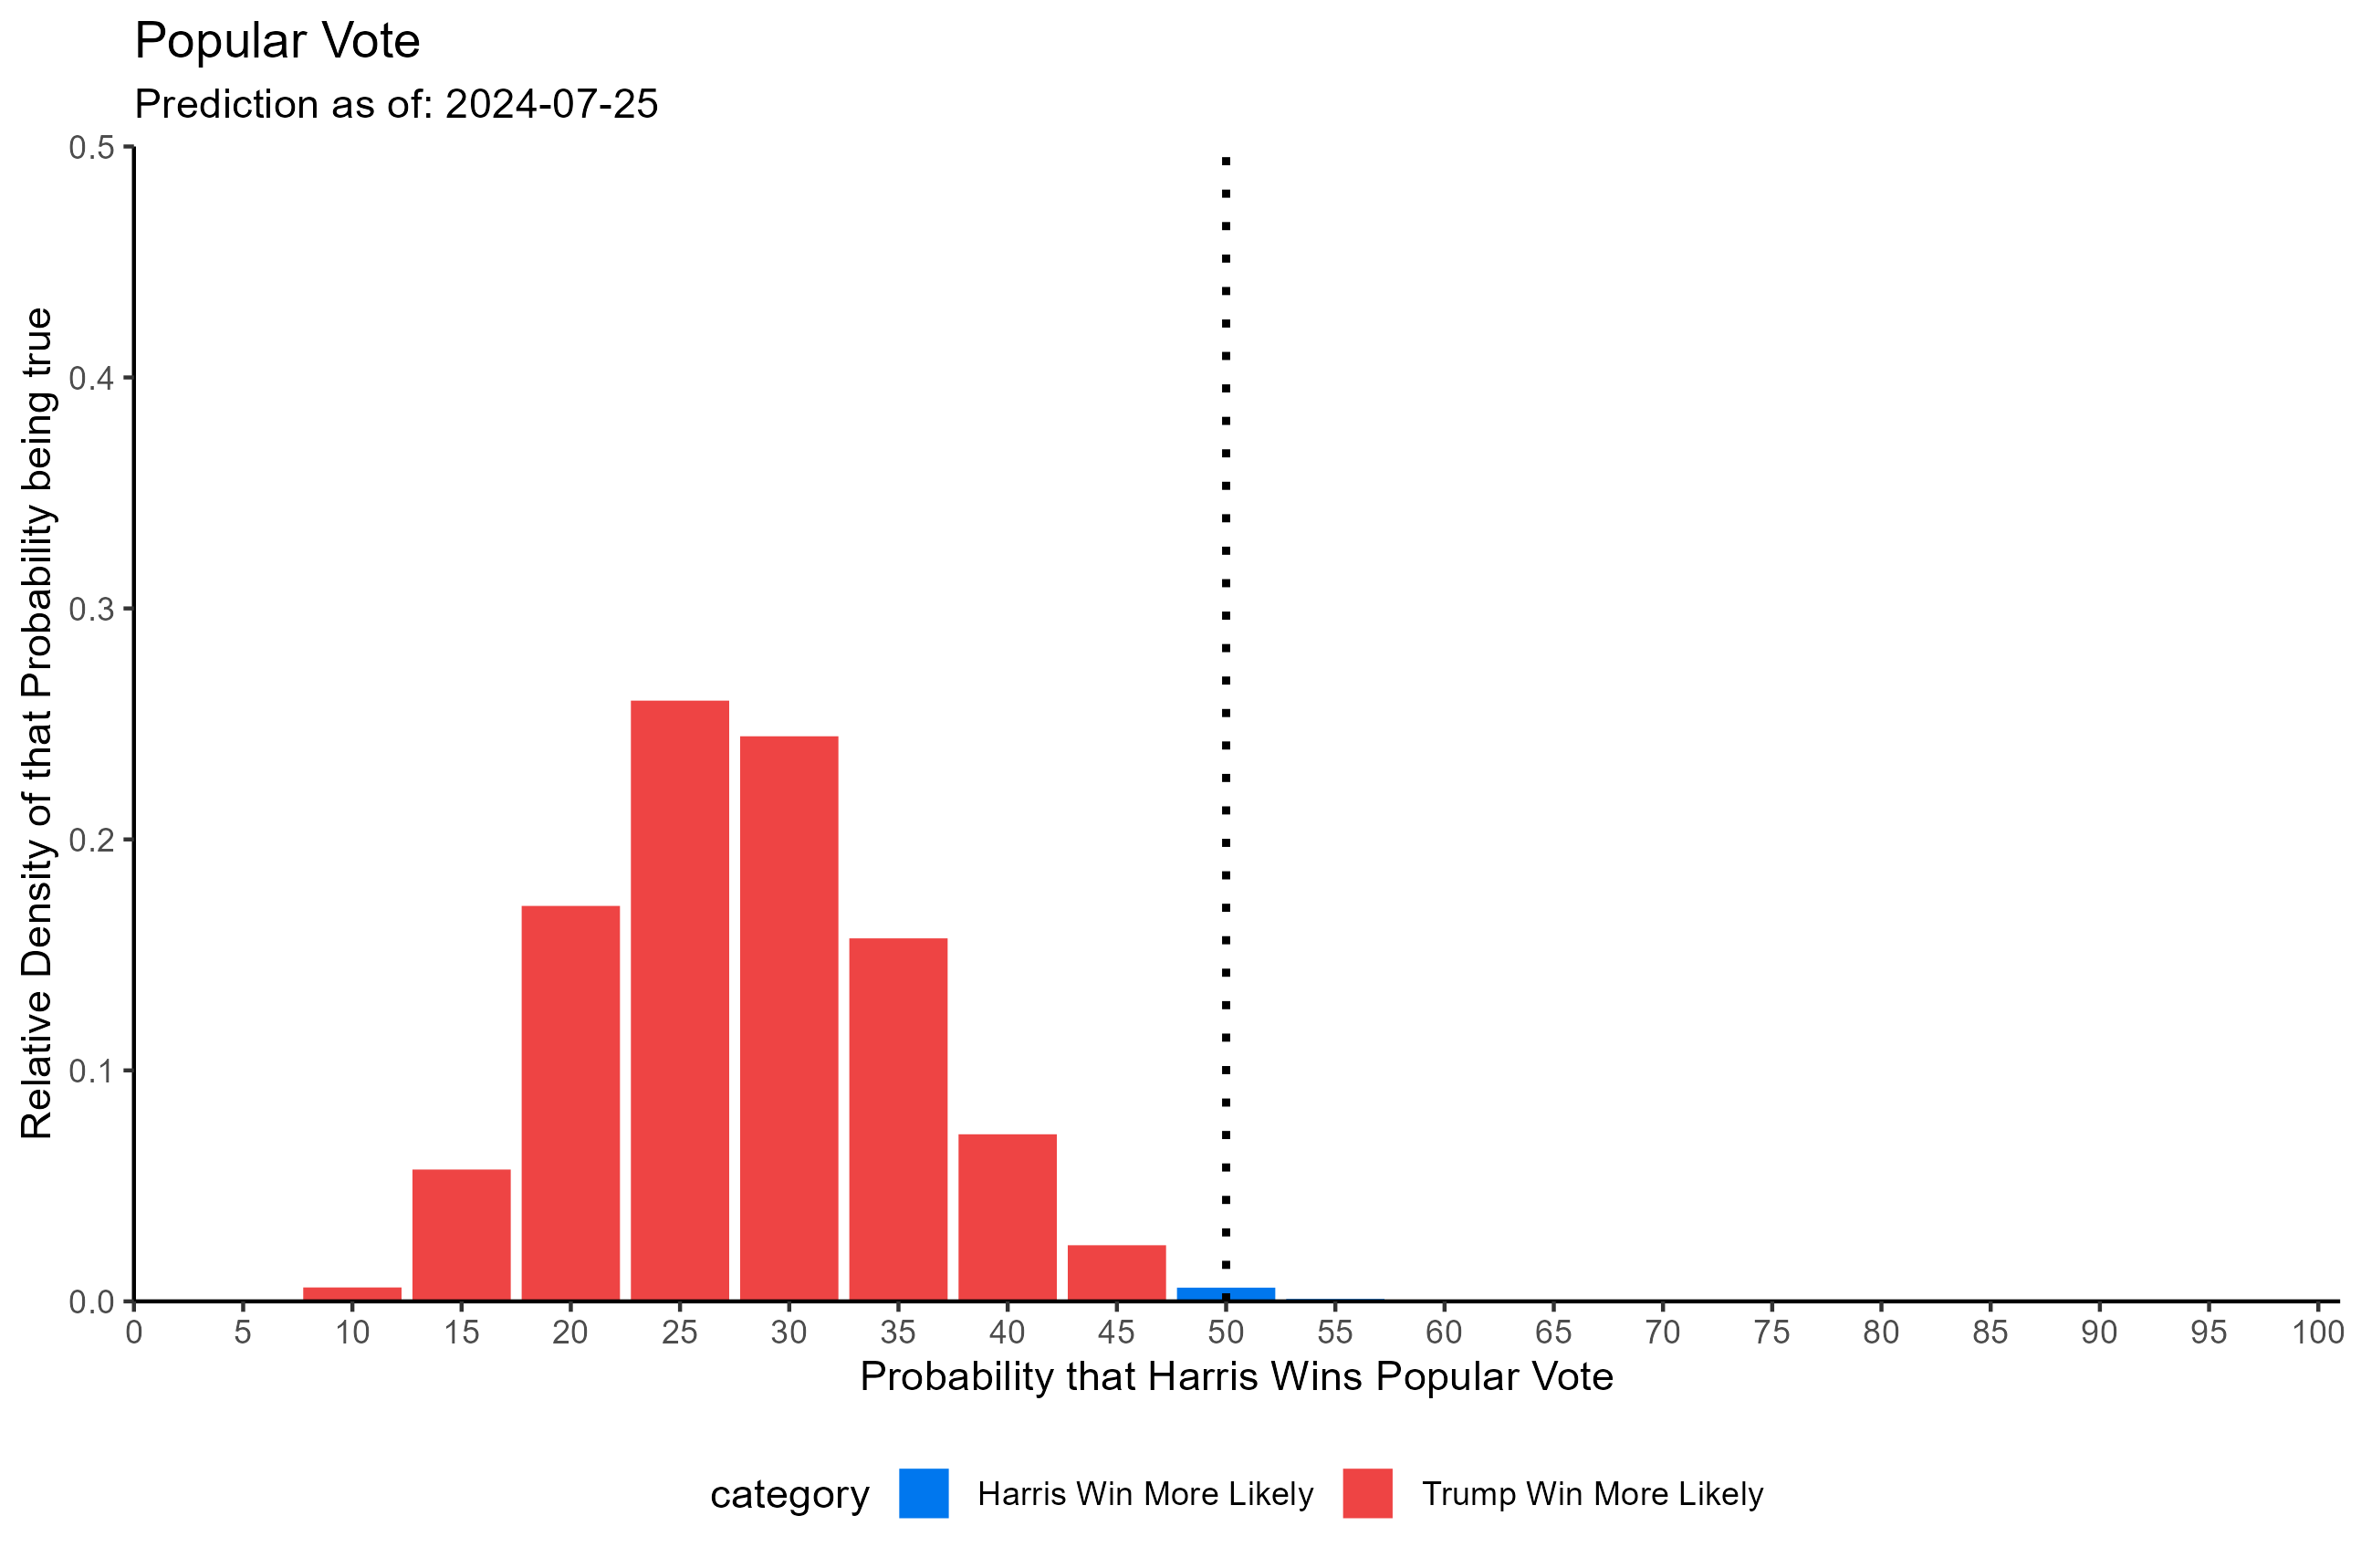 Popular Vote
Prediction as of: 2024-07-25
Relative Density of that Probability being true
0.5
0.4
0.3
0.2
0.1
0.0
0 5 10 15 20 25 30 35 40 45 50 55 60 65 70 75 80 85 90 95 100
Probability that Harris Wins Popular Vote
category Harris Win More Likely Trump Win More Likely